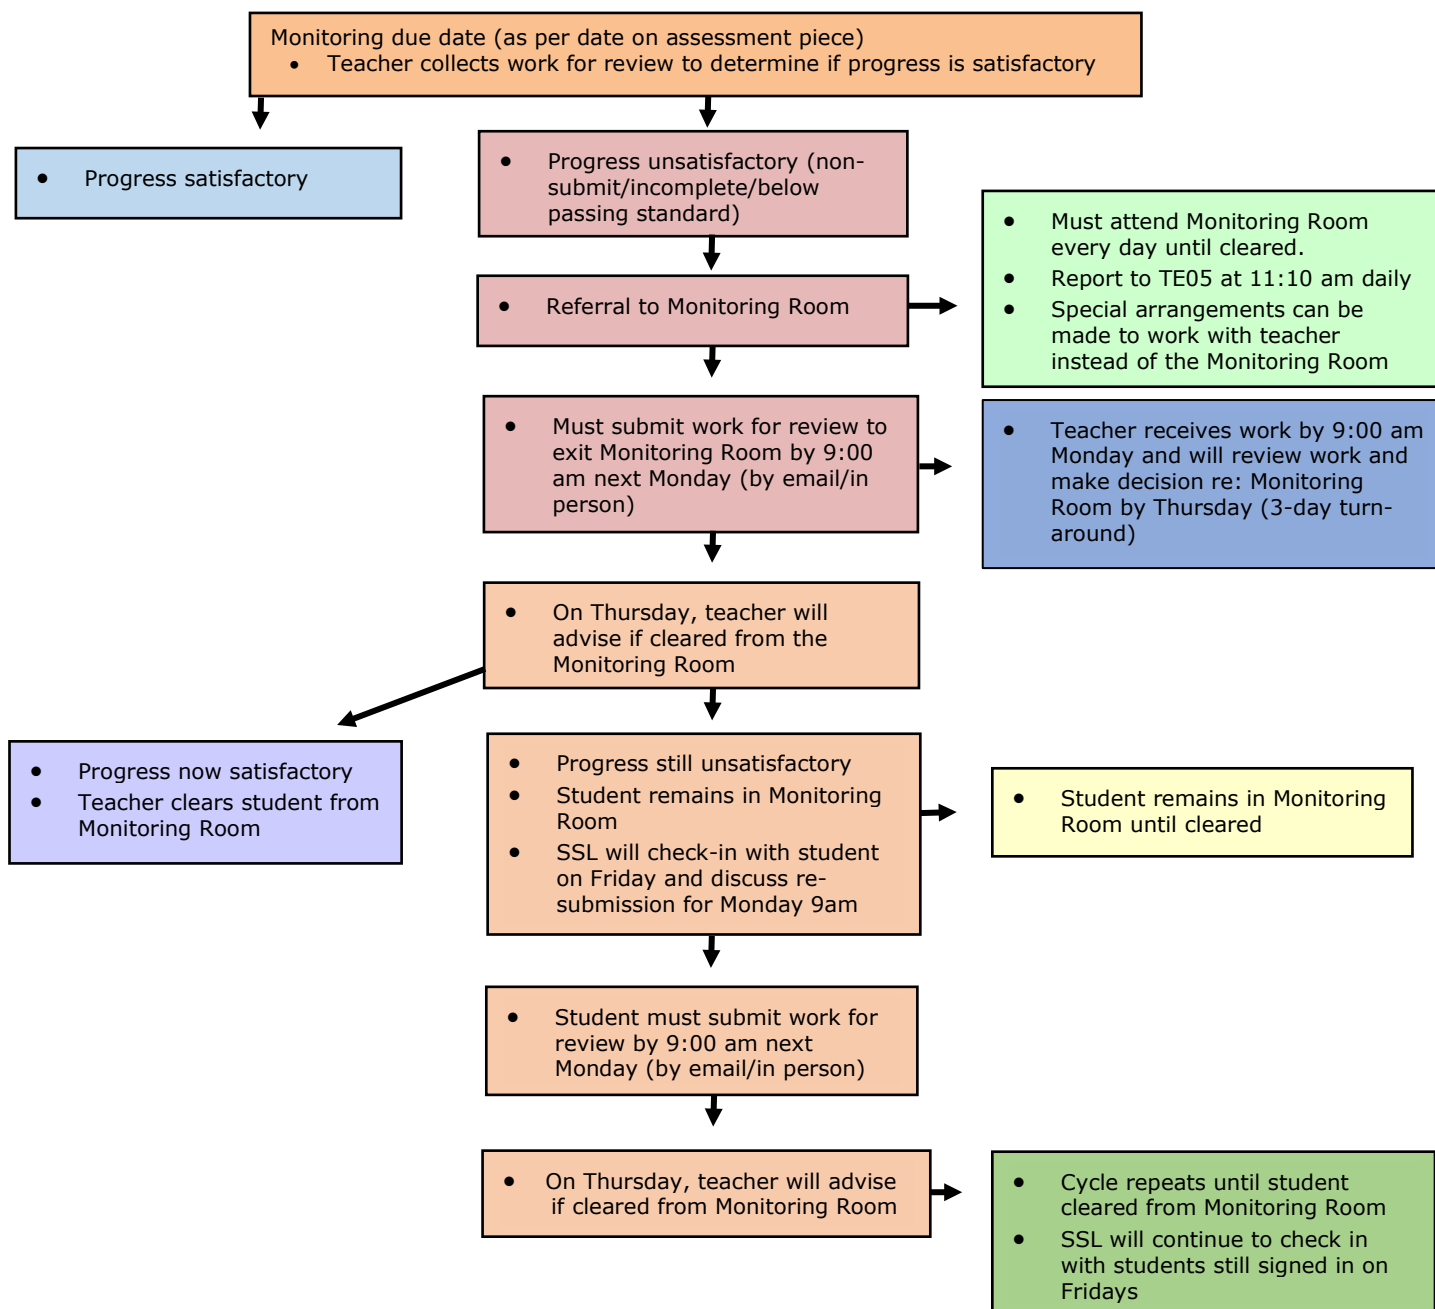 Monitoring due date (as per date on assessment piece)
• Teacher collects work for review to determine if progress is satisfactory
• Progress satisfactory
• Progress unsatisfactory (non-
submit/incomplete/below
passing standard)
• Referral to Monitoring Room
• Must attend Monitoring Room
every day until cleared.
• Report to TE05 at 11:10 am daily
• Special arrangements can be
made to work with teacher
instead of the Monitoring Room
• Must submit work for review to
exit Monitoring Room by 9:00
am next Monday (by email/in
person)
• Teacher receives work by 9:00 am
Monday and will review work and
make decision re: Monitoring
Room by Thursday (3-day turn-
around)
• On Thursday, teacher will
advise if cleared from the
Monitoring Room
• Progress now satisfactory
• Teacher clears student from
Monitoring Room
• Progress still unsatisfactory
• Student remains in Monitoring
Room
• SSL will check-in with student
on Friday and discuss re-
submission for Monday 9am
• Student remains in Monitoring
Room until cleared
• Student must submit work for
review by 9:00 am next
Monday (by email/in person)
• On Thursday, teacher will advise
if cleared from Monitoring Room
• Cycle repeats until student
cleared from Monitoring Room
• SSL will continue to check in
with students still signed in on
Fridays